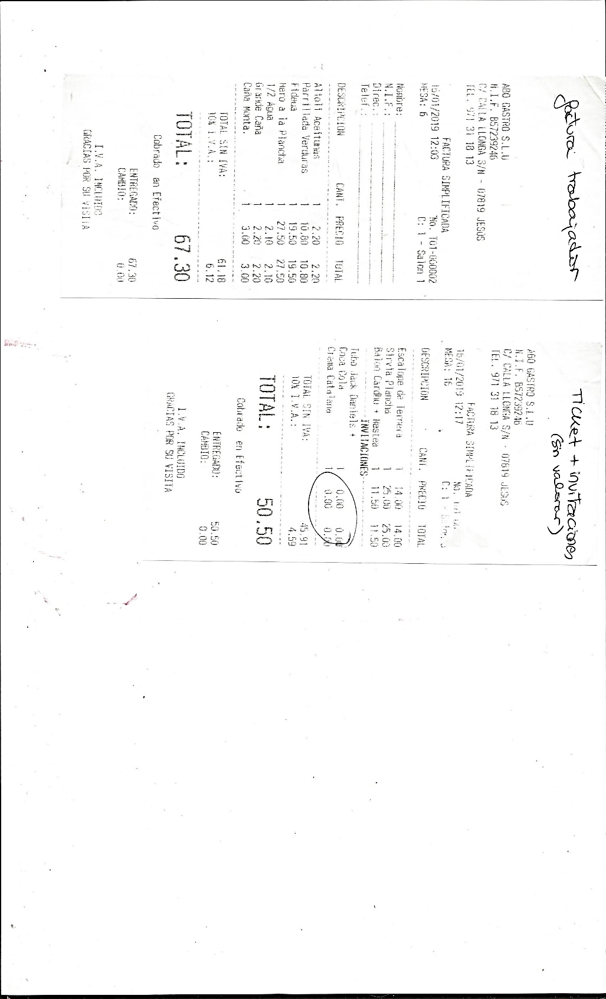 factura trabajador
ABO GASTRO S.L.U
N.I.F. B57239246
C/ CALLA LLONGA S/N - 07819 JESUS
TEL. 971 31 18 13
FACTURA SIMPLIFICADA
16/01/2019 12:03 No. T01-000002
MESA: 6 C: 1 - Salon 1
Nombre:
N.I.F.:
Direc.:
Telef.:
DESCRIPCION CANT. PRECIO TOTAL
Alioli Aceitunas 1 2.20 2.20
Parrillada Verduras 1 10.80 10.80
Fideua 1 19.50 19.50
Mero a la Plancha 1 27.50 27.50
1/2 Agua 1 2.10 2.10
Grande Caña 1 2.20 2.20
Caña Monta. 1 3.00 3.00
TOTAL SIN IVA: 61.18
10% I.V.A.: 6.12
TOTAL: 67.30
Cobrado en Efectivo
ENTREGADO: 67.30
CAMBIO: 0.00
I.V.A. INCLUIDO
GRACIAS POR SU VISITA
Ticket + invitaciones
(sin valorar)
ABO GASTRO S.L.U
N.I.F. B57239246
C/ CALLA LLONGA S/N - 07819 JESUS
TEL. 971 31 18 13
FACTURA SIMPLIFICADA
16/01/2019 12:17 No.
MESA: 16 C: 1 -
DESCRIPCION CANT. PRECIO TOTAL
Escalope de Ternera 1 14.00 14.00
Sirvia Plancha 1 25.00 25.00
Balon Cardhu + Nestea 1 11.50 11.50
INVITACIONES
Tubo Jack Daniels +
Coca Cola 1 0.00 0.00
Crema Catalana 1 0.00 0.00
TOTAL SIN IVA: 45.91
10% I.V.A.: 4.59
TOTAL: 50.50
Cobrado en Efectivo
ENTREGADO: 50.50
CAMBIO: 0.00
I.V.A. INCLUIDO
GRACIAS POR SU VISITA